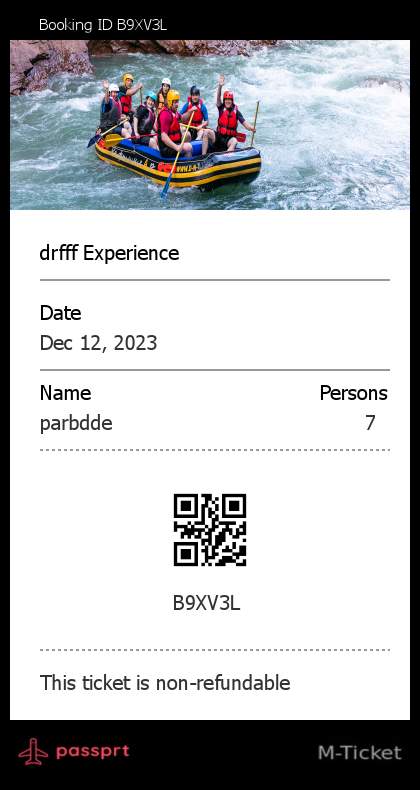 Booking ID B9XV3L
drfff Experience
Date
Dec 12, 2023
Name Persons
parbdde 7
B9XV3L
This ticket is non-refundable
passprt M-Ticket